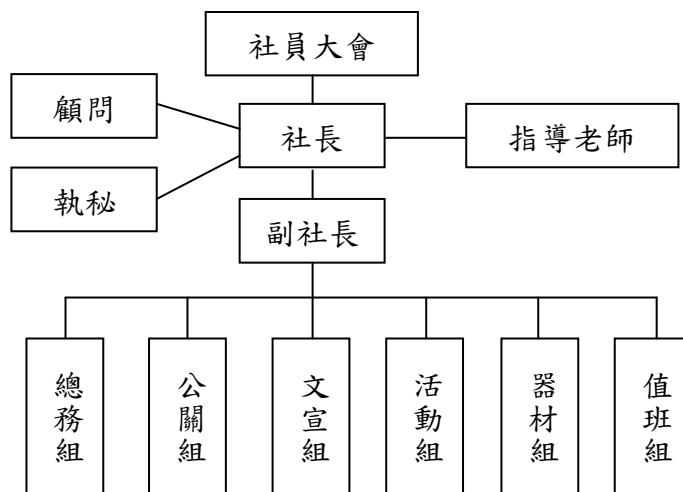 社員大會
顧問
社長
指導老師
執秘
副社長
總務組
公關組
文宣組
活動組
器材組
值班組